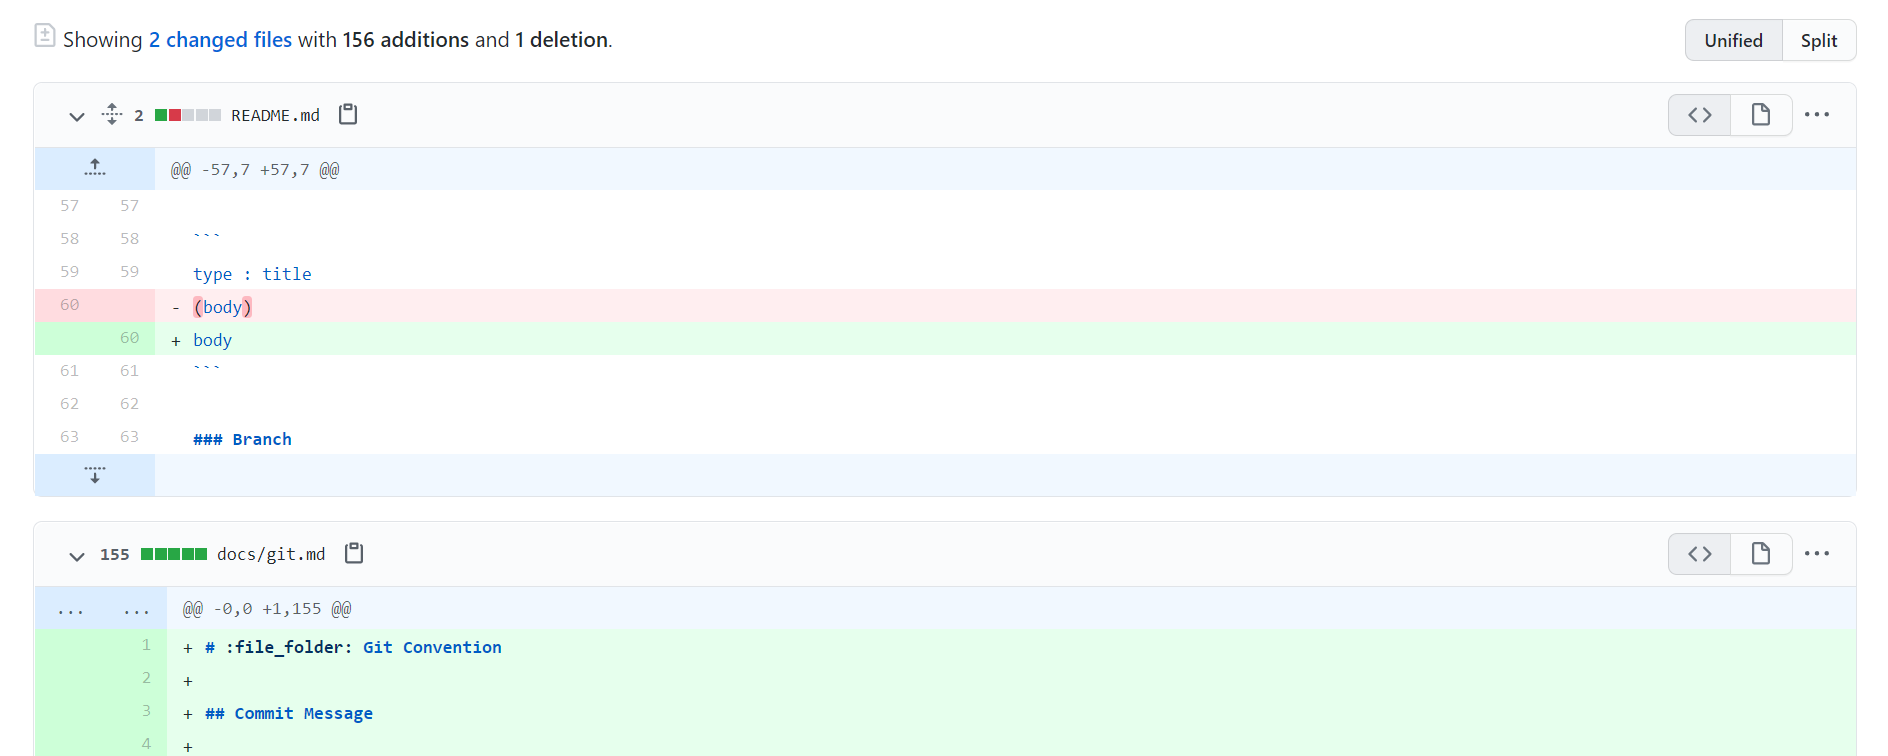 Showing 2 changed files with 156 additions and 1 deletion.
Unified Split
2 README.md
@@ -57,7 +57,7 @@
57 57
58 58 ```
59 59 type : title
60 - (body)
60 + body
61 61 ```
62 62
63 63 ### Branch
155 docs/git.md
... ... @@ -0,0 +1,155 @@
1 + # :file_folder: Git Convention
2 +
3 + ## Commit Message
4 +